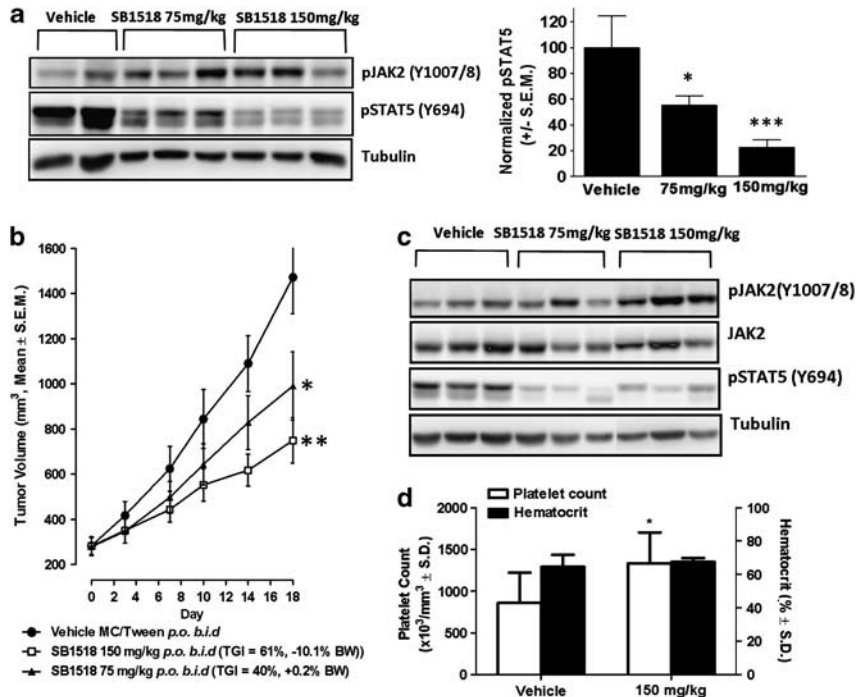 a
Vehicle SB1518 75mg/kg SB1518 150mg/kg
pJAK2 (Y1007/8)
pSTAT5 (Y694)
Tubulin
Normalized pSTAT5
(+/- S.E.M.)
140
120
100
80
60
40
20
0
*
***
Vehicle 75mg/kg 150mg/kg
b
Tumor Volume (mm³, Mean ± S.E.M.)
1600
1400
1200
1000
800
600
400
200
*
**
0 2 4 6 8 10 12 14 16 18
Day
Vehicle MC/Tween p.o. b.i.d
SB1518 150 mg/kg p.o. b.i.d (TGI = 61%, -10.1% BW))
SB1518 75 mg/kg p.o. b.i.d (TGI = 40%, +0.2% BW)
c
Vehicle SB1518 75mg/kg SB1518 150mg/kg
pJAK2(Y1007/8)
JAK2
pSTAT5 (Y694)
Tubulin
d
Platelet count
Hematocrit
Platelet Count
(x10³/mm³ ± S.D.)
2000
1500
1000
500
0
*
100
80
60
40
20
0
Hematocrit
(% ± S.D.)
Vehicle 150 mg/kg